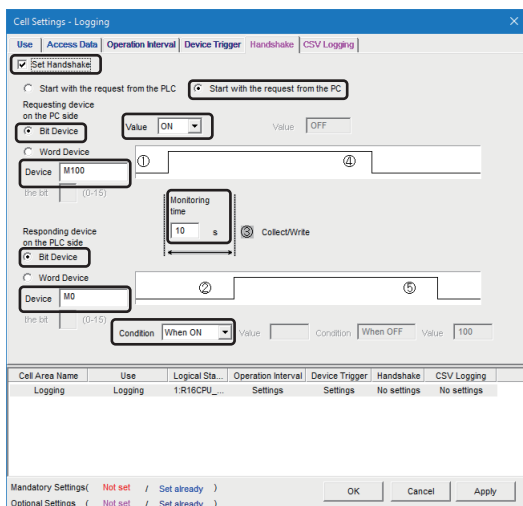 Cell Settings - Logging
Use Access Data Operation Interval Device Trigger Handshake CSV Logging
Set Handshake
Start with the request from the PLC Start with the request from the PC
Requesting device
on the PC side
Bit Device Value ON Value OFF
Word Device
① ④
Device M100
the bit (0-15)
Monitoring
time
10 s ③ Collect/Write
Responding device
on the PLC side
Bit Device
Word Device
② ⑤
Device M0
the bit (0-15)
Condition When ON Value Condition When OFF Value 100
Cell Area Name Use Logical Sta... Operation Interval Device Trigger Handshake CSV Logging
Logging Logging 1:R16CPU_... Settings Settings No settings No settings
Mandatory Settings( Not set / Set already )
OK Cancel Apply
Optional Settings ( Not set / Set already )